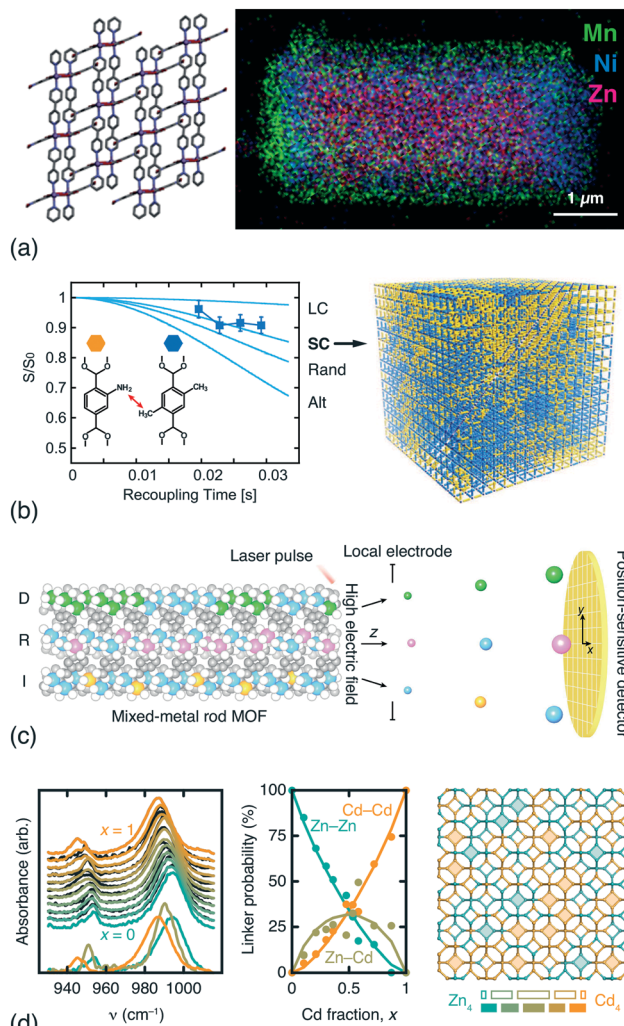 Mn
Ni
Zn
1 µm
(a)
1
0.9
0.8
0.7
0.6
0.5
S/S0
0
0.01
0.02
0.03
Recoupling Time [s]
LC
SC
Rand
Alt
O O
NH2
O O
O O
CH3
H3C
O O
(b)
Laser pulse
Local electrode
High electric field
Position-sensitive detector
D
R
I
z
y
x
Mixed-metal rod MOF
(c)
Absorbance (arb.)
x = 1
x = 0
940 960 980 1000
ν (cm–1)
Linker probability (%)
100
75
50
25
0
Zn–Zn
Cd–Cd
Zn–Cd
0 0.5 1
Cd fraction, x
Zn4
Cd4
(d)